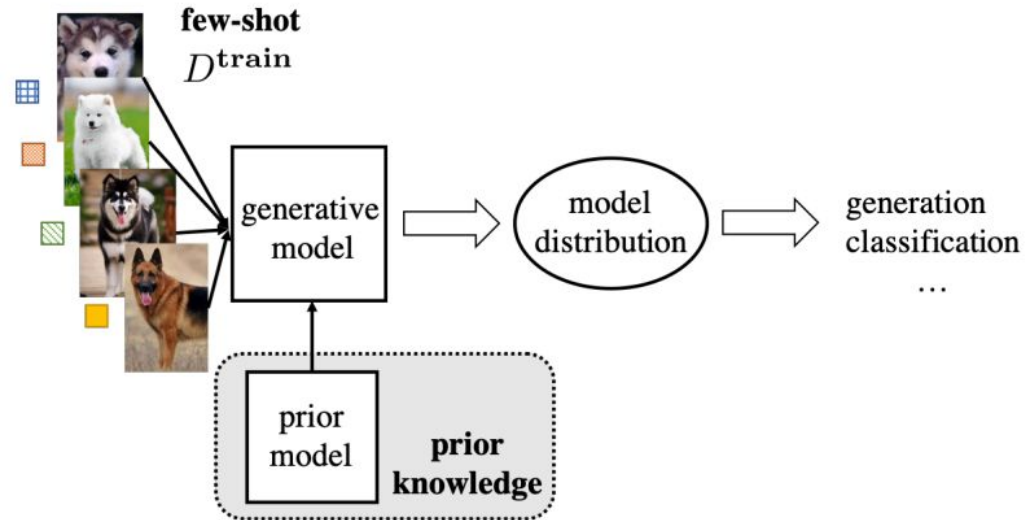 few-shot
D^train
generative
model
model
distribution
generation
classification
...
prior
model
prior
knowledge